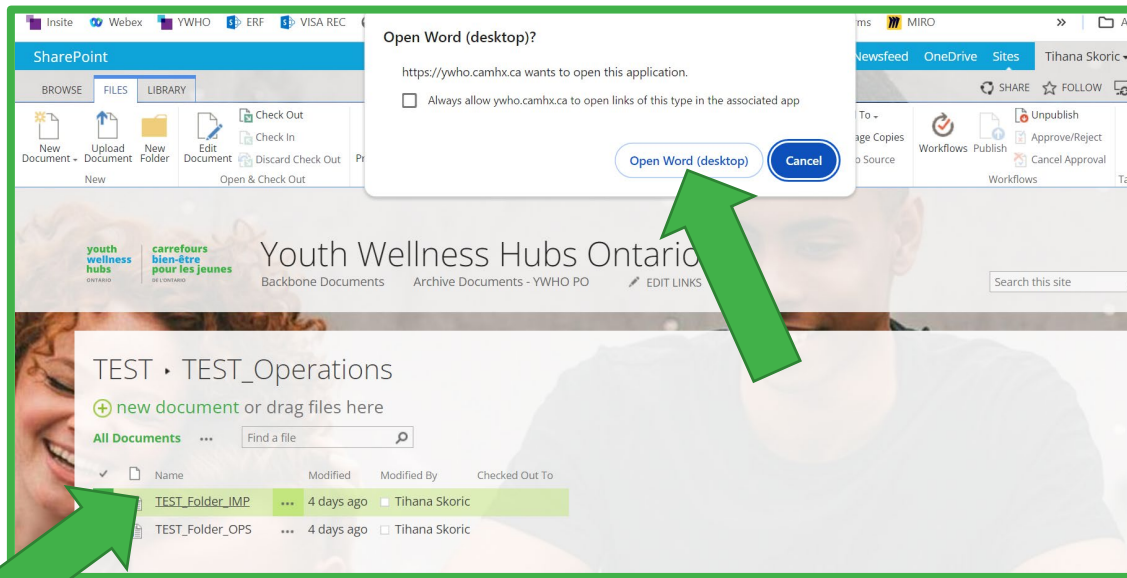 Insite Webex YWHO ERF VISA REC MIRO »
Open Word (desktop)?
https://ywho.camhx.ca wants to open this application.
Always allow ywho.camhx.ca to open links of this type in the associated app
Open Word (desktop) Cancel
SharePoint Newsfeed OneDrive Sites Tihana Skoric
BROWSE FILES LIBRARY SHARE FOLLOW
New Document Upload Document New Folder Edit Document
Check Out
Check In
Discard Check Out
New Open & Check Out
To
Copies
Source
Workflows Publish
Unpublish
Approve/Reject
Cancel Approval
Workflows
youth wellness hubs ONTARIO
carrefours bien-être pour les jeunes DE L'ONTARIO
Youth Wellness Hubs Ontario
Backbone Documents Archive Documents - YWHO PO EDIT LINKS
Search this site
TEST ▸ TEST_Operations
new document or drag files here
All Documents ... Find a file
Name Modified Modified By Checked Out To
TEST_Folder_IMP ... 4 days ago Tihana Skoric
TEST_Folder_OPS ... 4 days ago Tihana Skoric